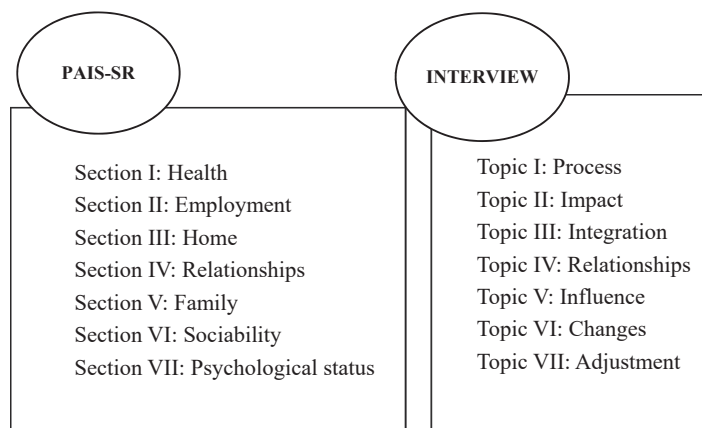 PAIS-SR
Section I: Health
Section II: Employment
Section III: Home
Section IV: Relationships
Section V: Family
Section VI: Sociability
Section VII: Psychological status
INTERVIEW
Topic I: Process
Topic II: Impact
Topic III: Integration
Topic IV: Relationships
Topic V: Influence
Topic VI: Changes
Topic VII: Adjustment